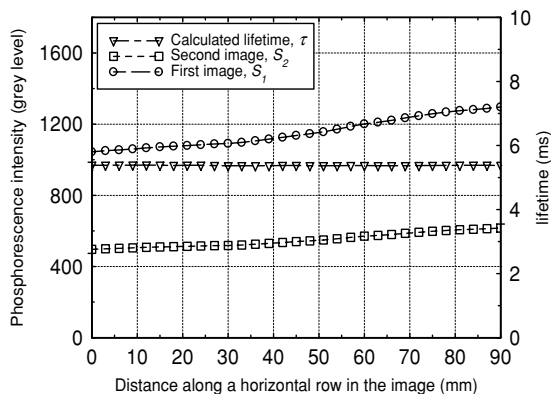 1600
1200
1000
800
400
0
Phosphorescence intensity (grey level)
Calculated lifetime, τ
Second image, S₂
First image, S₁
10
8
6
4
2
0
lifetime (ms)
0 10 20 30 40 50 60 70 80 90
Distance along a horizontal row in the image (mm)